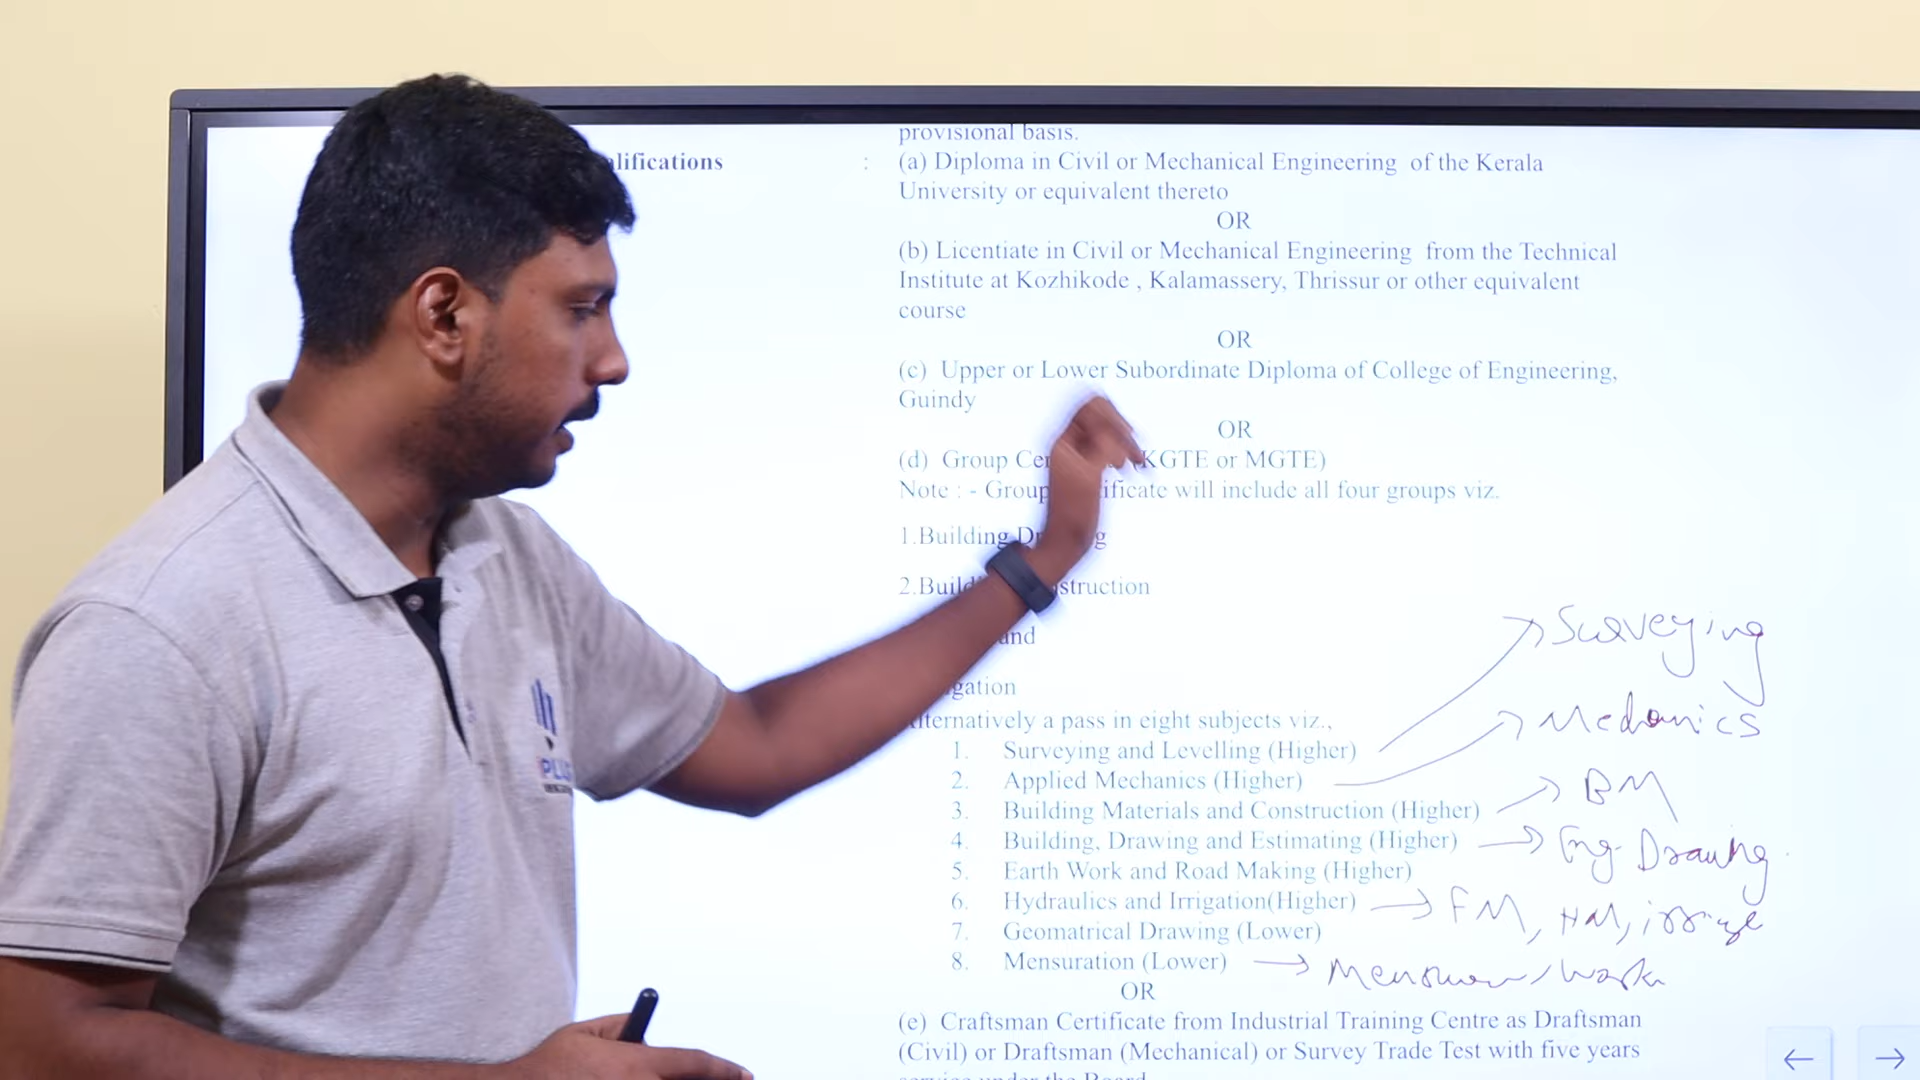 provisional basis.
alifications : (a) Diploma in Civil or Mechanical Engineering of the Kerala
University or equivalent thereto
OR
(b) Licentiate in Civil or Mechanical Engineering from the Technical
Institute at Kozhikode , Kalamassery, Thrissur or other equivalent
course
OR
(c) Upper or Lower Subordinate Diploma of College of Engineering,
Guindy
OR
(d) Group (KGTE or MGTE)
Note : - Group will include all four groups viz.
1.Building
2.
and
Alternatively a pass in eight subjects viz.,
1. Surveying and Levelling (Higher)
2. Applied Mechanics (Higher)
3. Building Materials and Construction (Higher)
4. Building, Drawing and Estimating (Higher)
5. Earth Work and Road Making (Higher)
6. Hydraulics and Irrigation(Higher)
7. Geomatrical Drawing (Lower)
8. Mensuration (Lower)
OR
(e) Craftsman Certificate from Industrial Training Centre as Draftsman
(Civil) or Draftsman (Mechanical) or Survey Trade Test with five years
service under the Board
Surveying
Mechanics
BM
Eng. Drawing
FM, HM,
PLUS